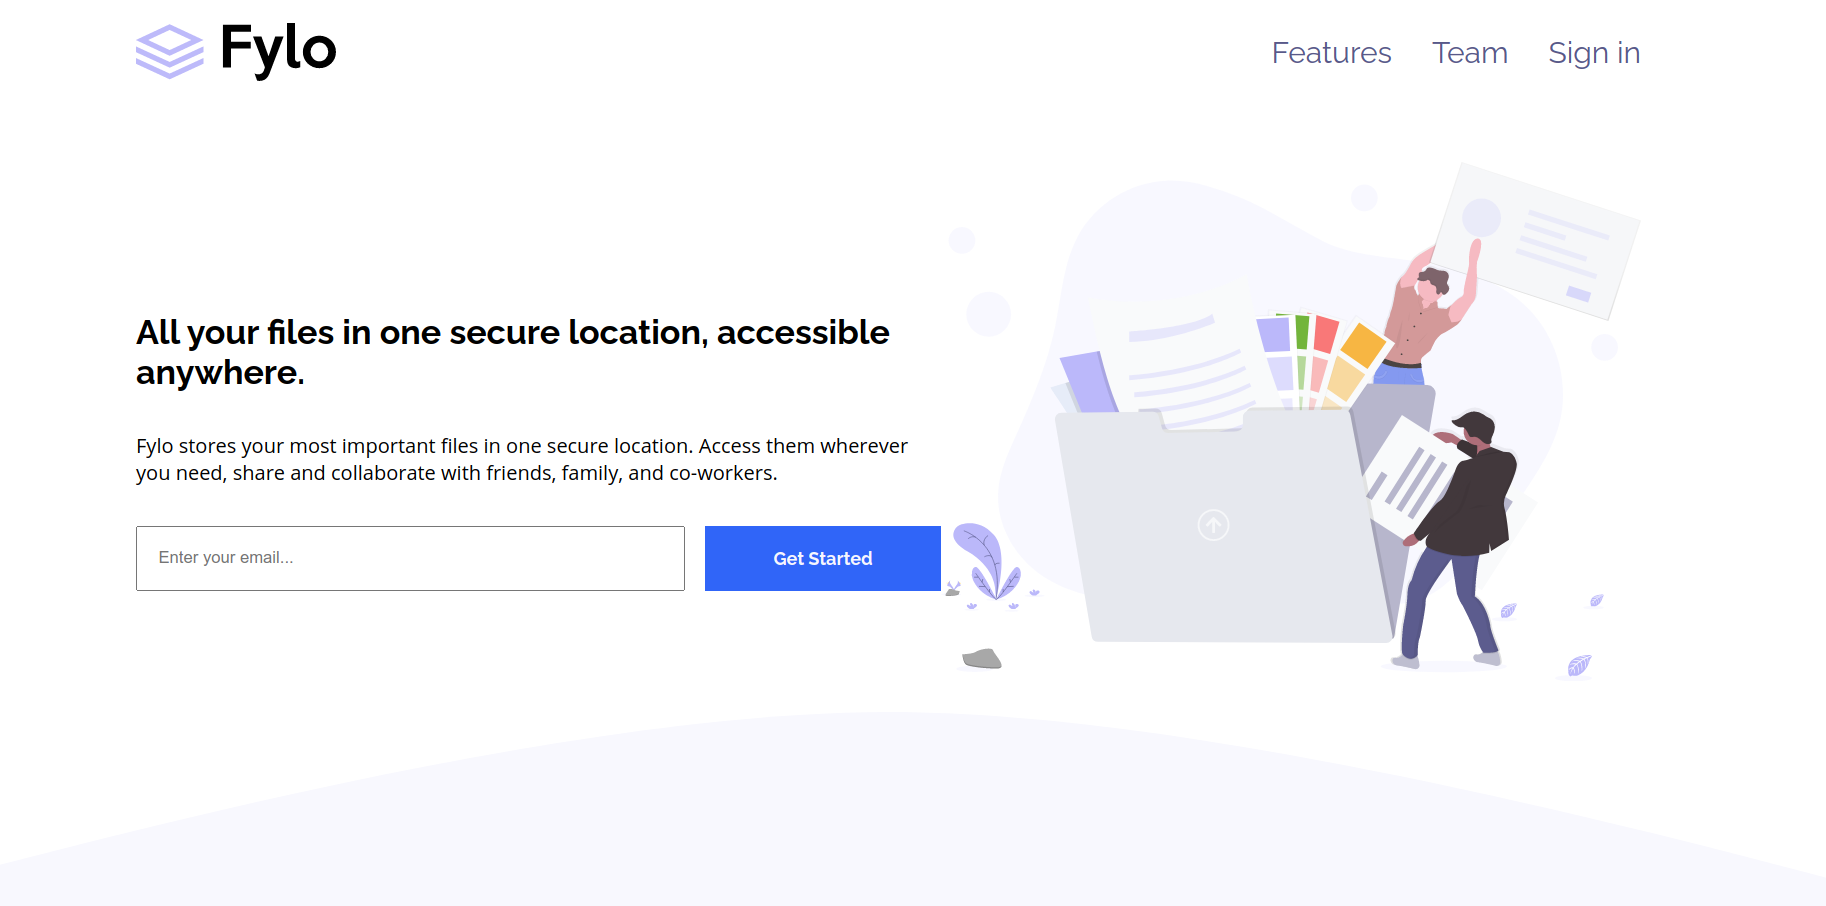 Fylo
Features Team Sign in
All your files in one secure location, accessible
anywhere.
Fylo stores your most important files in one secure location. Access them wherever
you need, share and collaborate with friends, family, and co-workers.
Enter your email...
Get Started